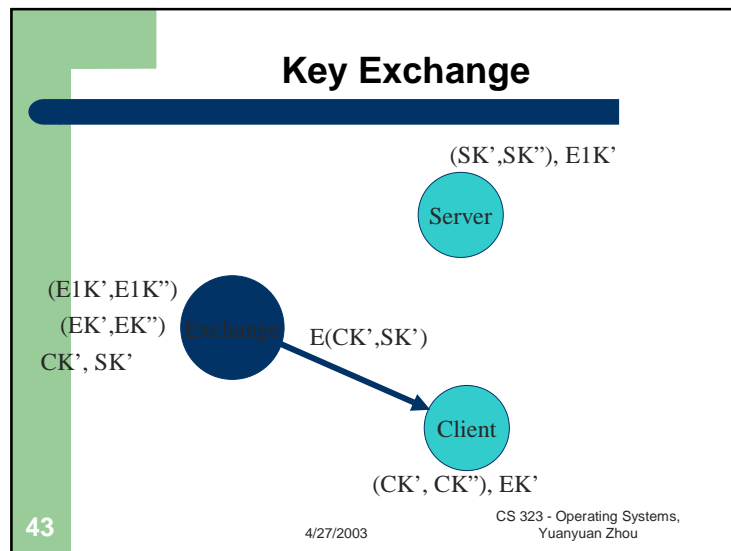 Key Exchange
(SK’,SK”), E1K’
Server
(E1K’,E1K”)
(EK’,EK”)
Exchange
E(CK’,SK’)
CK’, SK’
Client
(CK’, CK”), EK’
43
4/27/2003
CS 323 - Operating Systems,
Yuanyuan Zhou